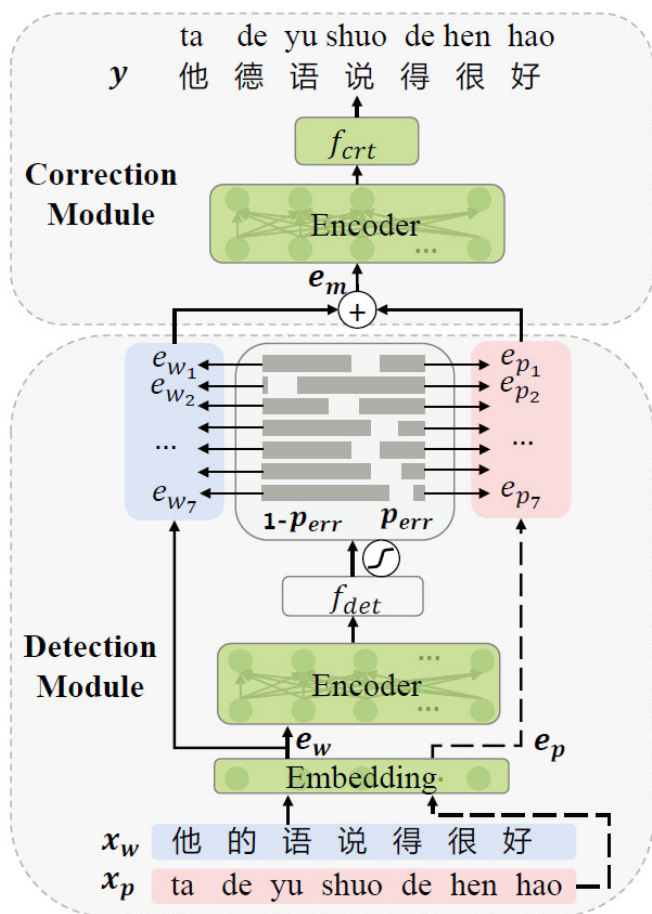 ta de yu shuo de hen hao
y 他 德 语 说 得 很 好
f_crt
Correction Module
Encoder
...
e_m
+
e_w1 e_p1
e_w2 e_p2
... ...
e_w7 e_p7
1-p_err p_err
f_det
Detection Module
...
Encoder
...
e_w e_p
Embedding
x_w 他 的 语 说 得 很 好
x_p ta de yu shuo de hen hao